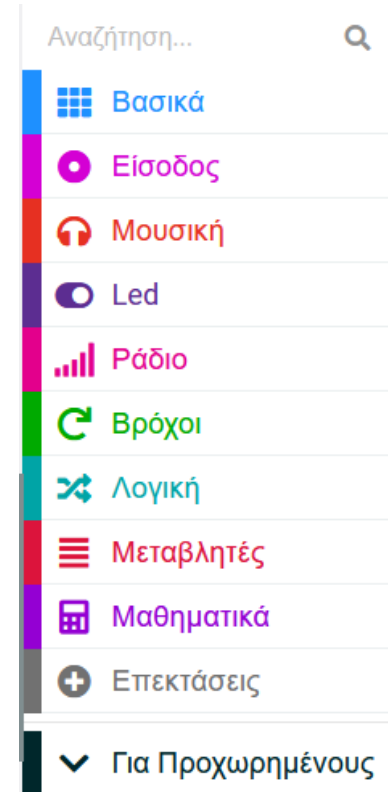 Αναζήτηση...
Βασικά
Είσοδος
Μουσική
Led
Ράδιο
Βρόχοι
Λογική
Μεταβλητές
Μαθηματικά
Επεκτάσεις
Για Προχωρημένους